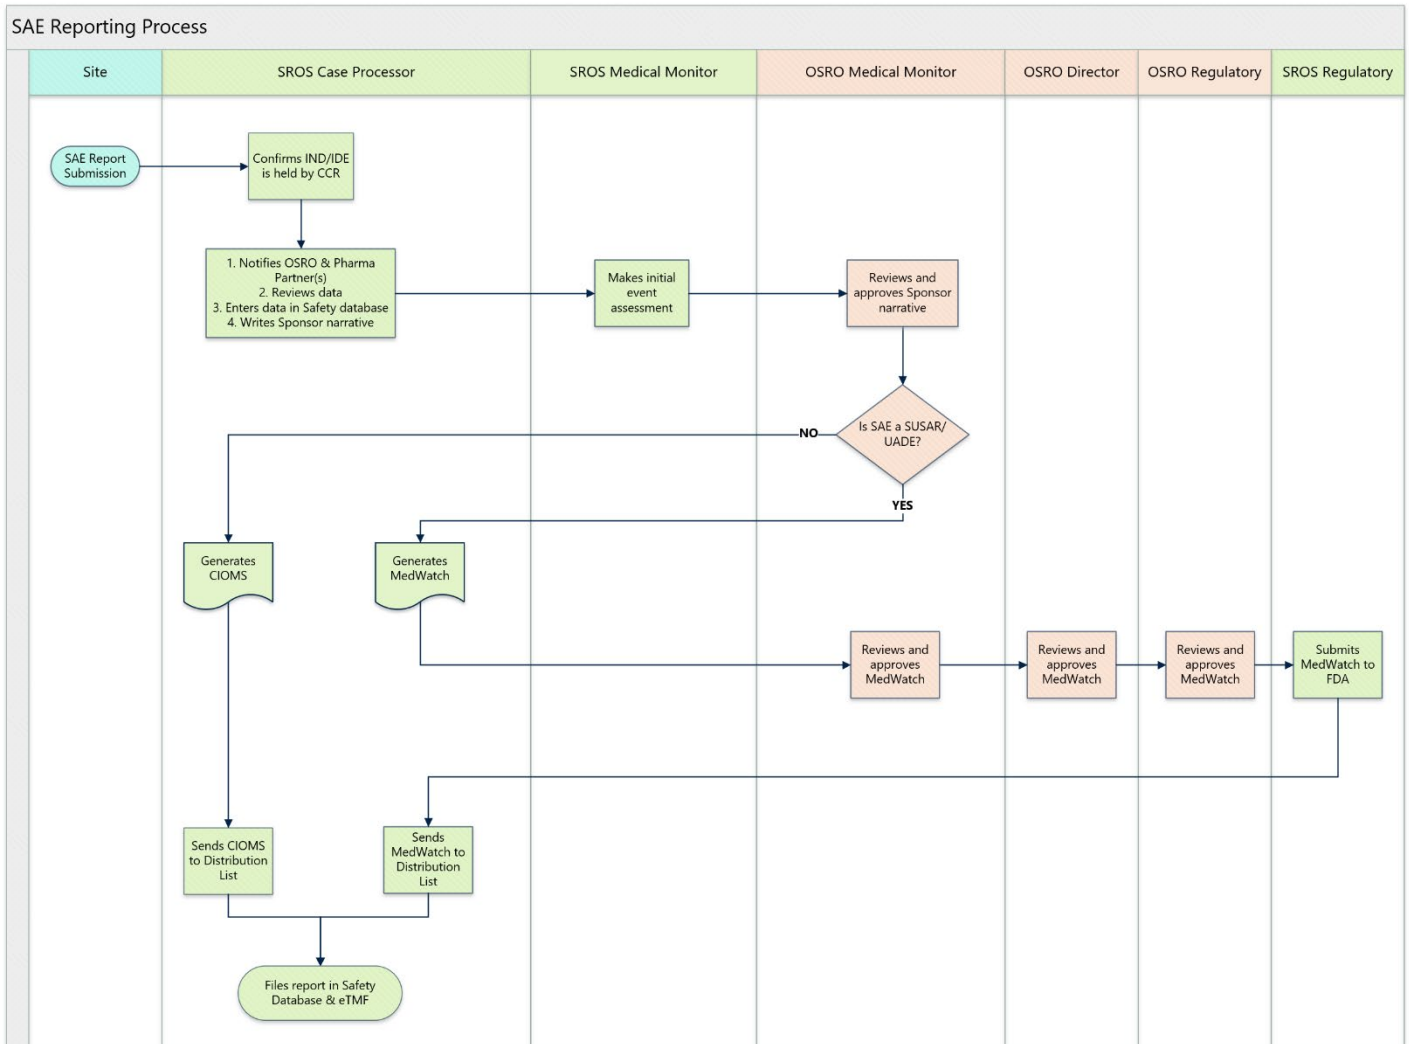 SAE Reporting Process
Site
SROS Case Processor
SROS Medical Monitor
OSRO Medical Monitor
OSRO Director
OSRO Regulatory
SROS Regulatory
SAE Report
Submission
Confirms IND/IDE
is held by CCR
1. Notifies OSRO & Pharma
Partner(s)
2. Reviews data
3. Enters data in Safety database
4. Writes Sponsor narrative
Makes initial
event
assessment
Reviews and
approves Sponsor
narrative
Is SAE a SUSAR/
UADE?
NO
YES
Generates
CIOMS
Generates
MedWatch
Reviews and
approves
MedWatch
Reviews and
approves
MedWatch
Reviews and
approves
MedWatch
Submits
MedWatch to
FDA
Sends CIOMS
to Distribution
List
Sends
MedWatch to
Distribution
List
Files report in Safety
Database & eTMF